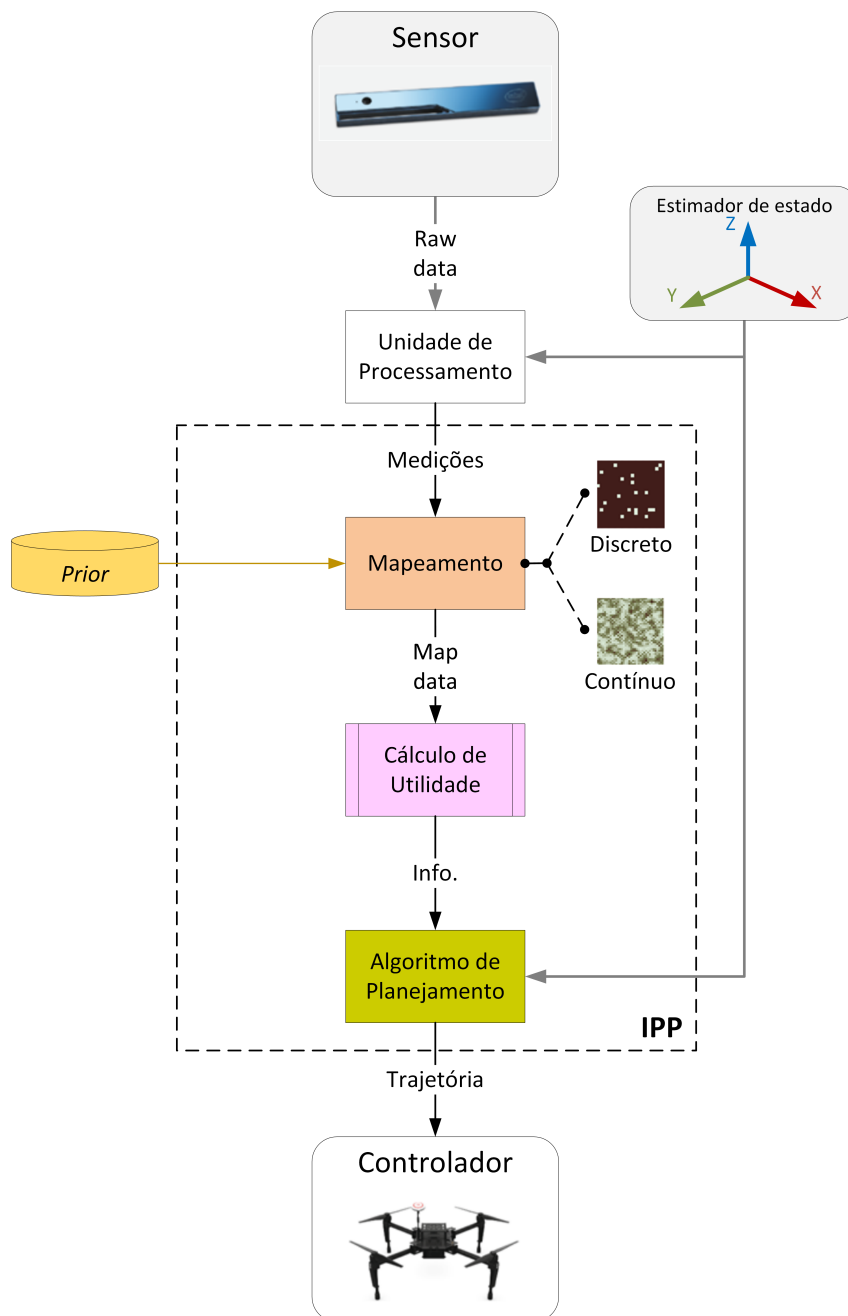 Sensor
Estimador de estado
Z
Y
X
Raw
data
Unidade de
Processamento
Medições
Discreto
Prior
Mapeamento
Contínuo
Map
data
Cálculo de
Utilidade
Info.
Algoritmo de
Planejamento
IPP
Trajetória
Controlador